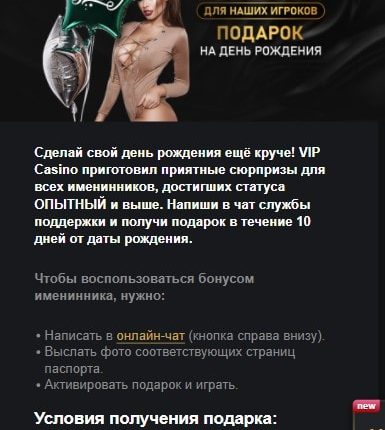 ДЛЯ НАШИХ ИГРОКОВ
ПОДАРОК
НА ДЕНЬ РОЖДЕНИЯ
Сделай свой день рождения ещё круче! VIP
Casino приготовил приятные сюрпризы для
всех именинников, достигших статуса
ОПЫТНЫЙ и выше. Напиши в чат службы
поддержки и получи подарок в течение 10
дней от даты рождения.
Чтобы воспользоваться бонусом
именинника, нужно:
• Написать в онлайн-чат (кнопка справа внизу).
• Выслать фото соответствующих страниц
паспорта.
• Активировать подарок и играть.
new
Условия получения подарка: